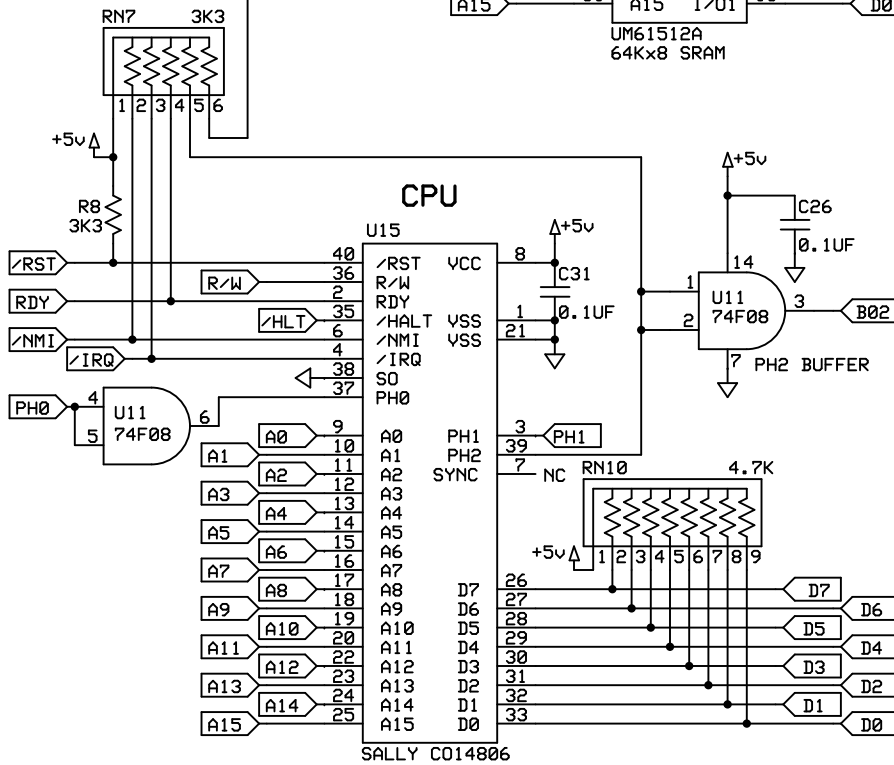 A15 A15 I/O1 D0
UM61512A
64Kx8 SRAM
RN7 3K3
1 2 3 4 5 6
+5v
R8
3K3
CPU
U15
+5v
C26
0.1UF
14
1
2
U11
74F08
3
B02
7 PH2 BUFFER
+5v
C31
0.1UF
/RST 40 /RST VCC 8
R/W 36 R/W
RDY 2 RDY
/HLT 35 /HALT VSS 1
/NMI 6 /NMI VSS 21
/IRQ 4 /IRQ
38 SO
37 PH0
PH0 4
5
U11
74F08
6
A0 9 A0 PH1 3 PH1
A1 10 A1 PH2 39
A2 11 A2 SYNC 7 NC
A3 12 A3
A4 13 A4
A5 14 A5
A6 15 A6
A7 16 A7
RN10 4.7K
+5v
1 2 3 4 5 6 7 8 9
A8 17 A8 D7 26 D7
A9 18 A9 D6 27 D6
A10 19 A10 D5 28 D5
A11 20 A11 D4 29 D4
A12 22 A12 D3 30 D3
A13 23 A13 D2 31 D2
A14 24 A14 D1 32 D1
A15 25 A15 D0 33 D0
SALLY CO14806